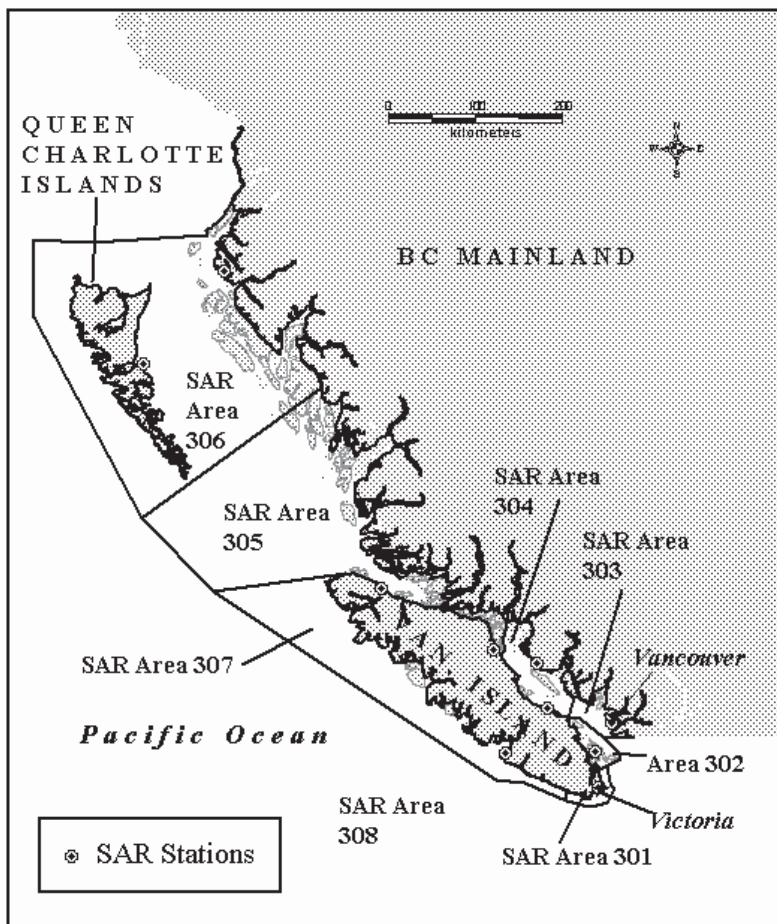 QUEEN
CHARLOTTE
ISLANDS
0 100 200
kilometers
N
W E
S
BC MAINLAND
SAR
Area
306
SAR Area
304
SAR Area
305
SAR Area
303
SAR Area 307
AN. ISLAND
Vancouver
Pacific Ocean
Area 302
SAR Area
308
Victoria
SAR Area 301
SAR Stations